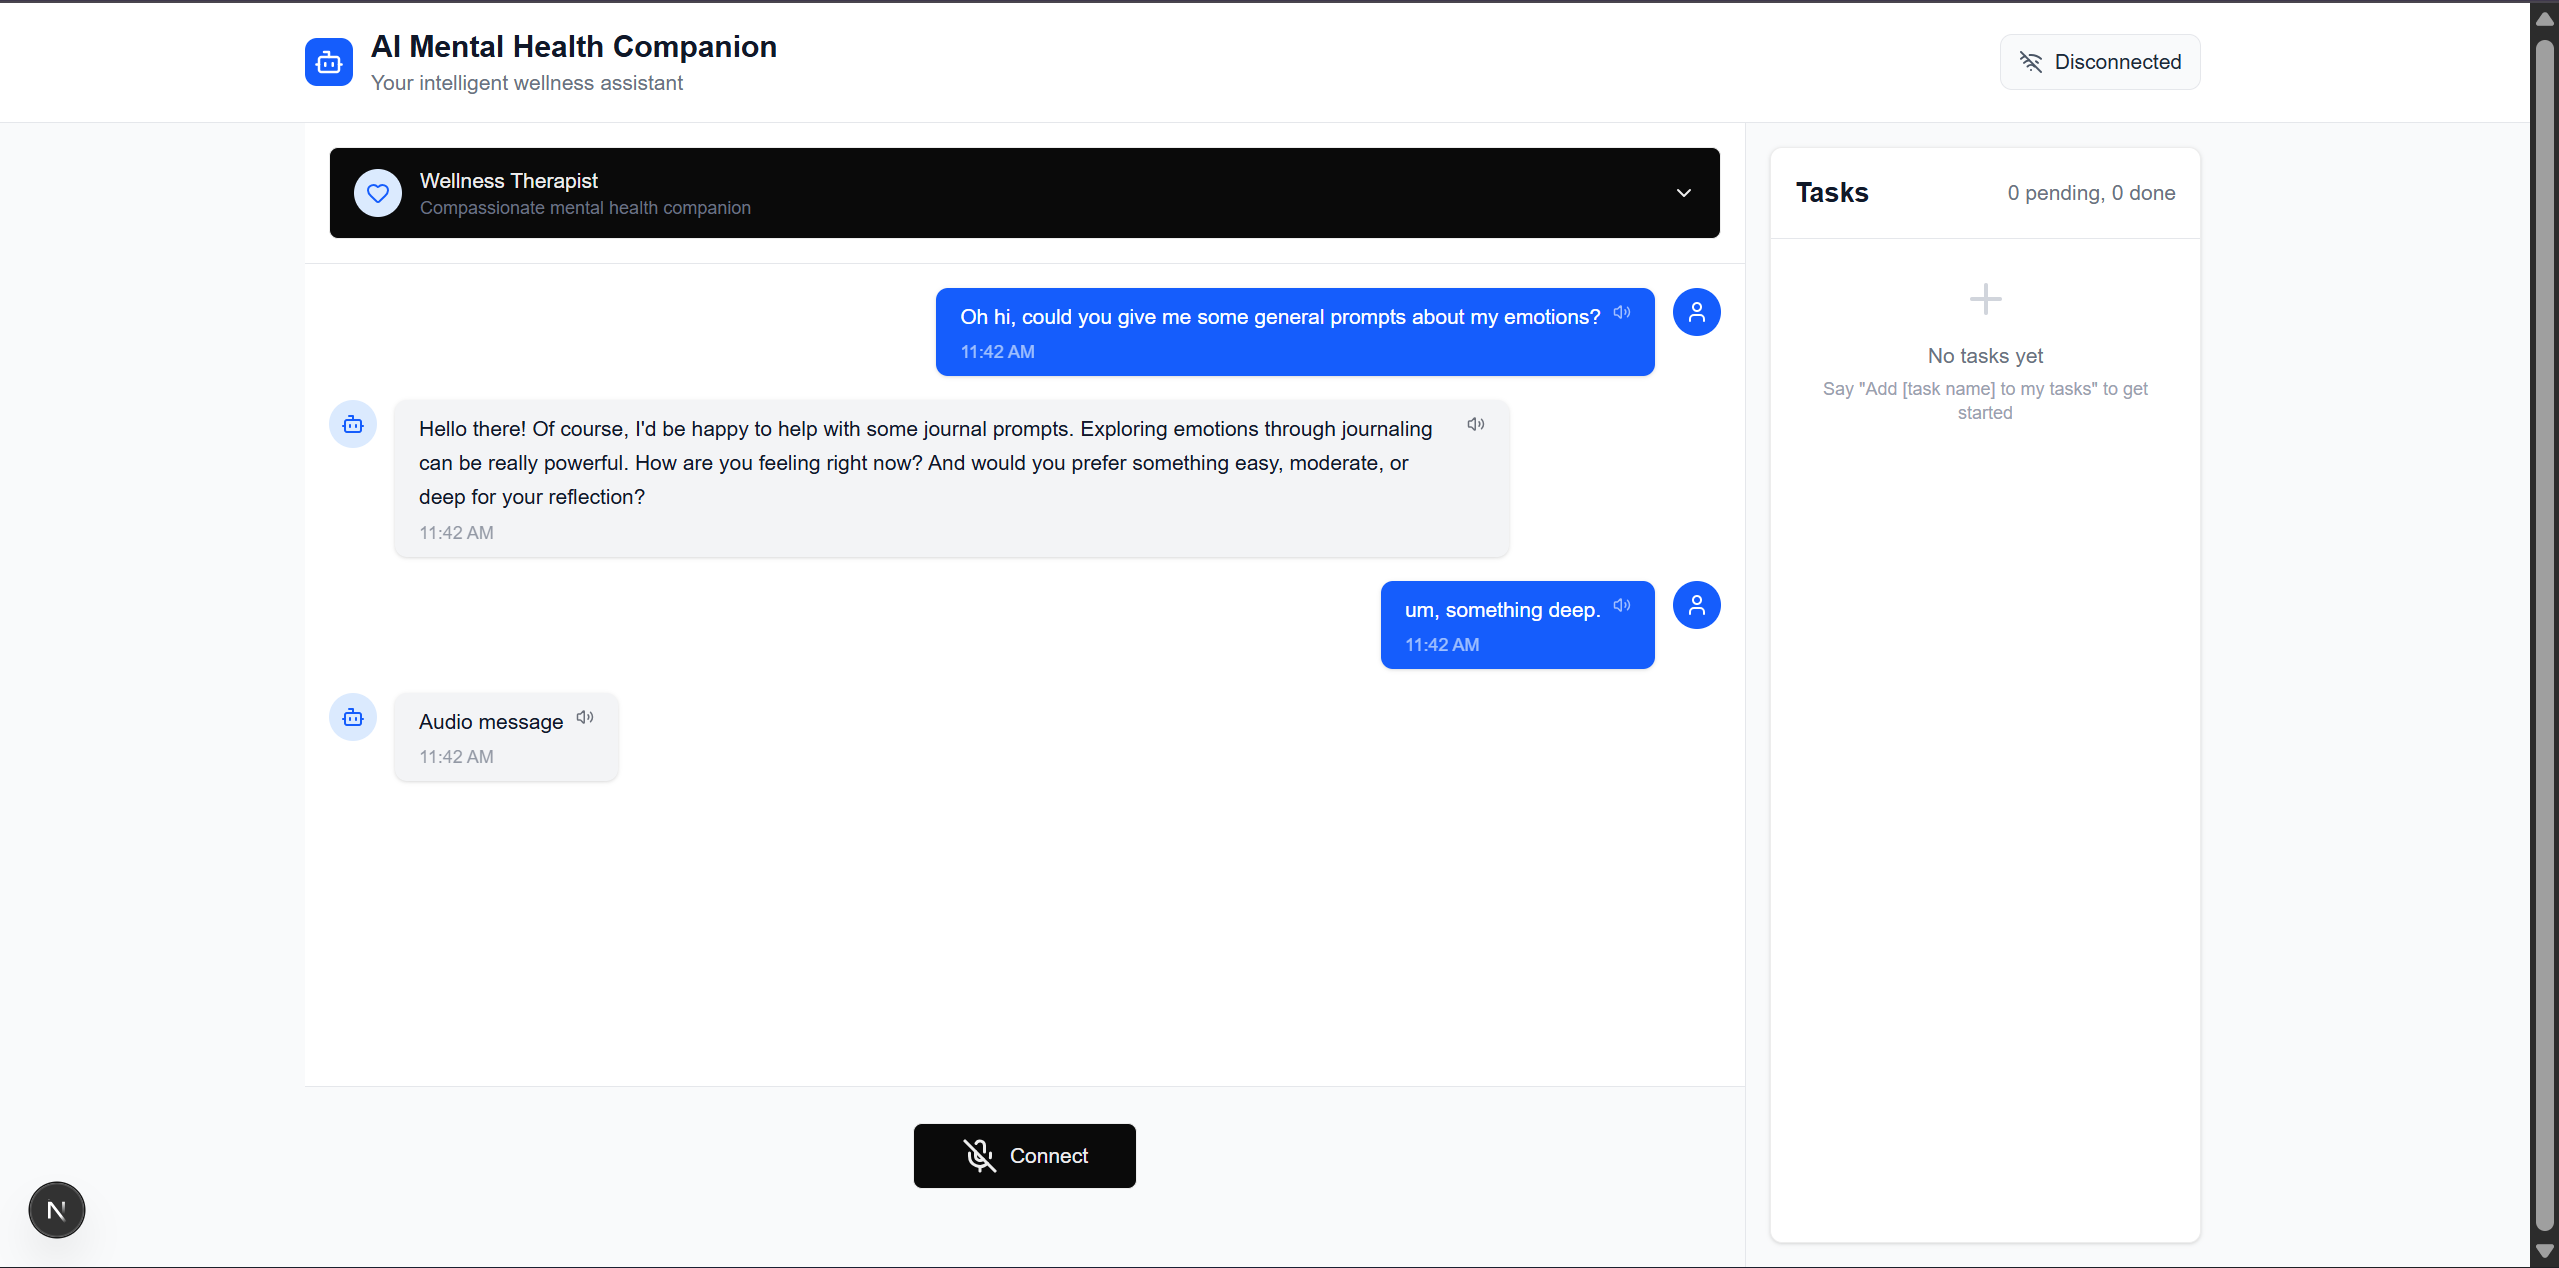 AI Mental Health Companion
Your intelligent wellness assistant
Disconnected
Wellness Therapist
Compassionate mental health companion
Oh hi, could you give me some general prompts about my emotions?
11:42 AM
Hello there! Of course, I'd be happy to help with some journal prompts. Exploring emotions through journaling
can be really powerful. How are you feeling right now? And would you prefer something easy, moderate, or
deep for your reflection?
11:42 AM
um, something deep.
11:42 AM
Audio message
11:42 AM
Connect
Tasks
0 pending, 0 done
No tasks yet
Say "Add [task name] to my tasks" to get
started
N